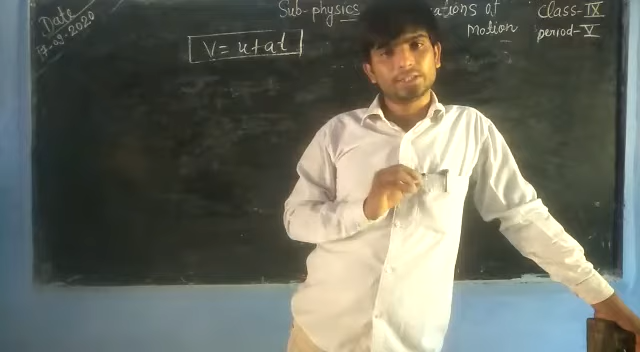 Date
17-09-2020
Sub-physics
ations of Motion
Class-IX
period-V
V = u+at